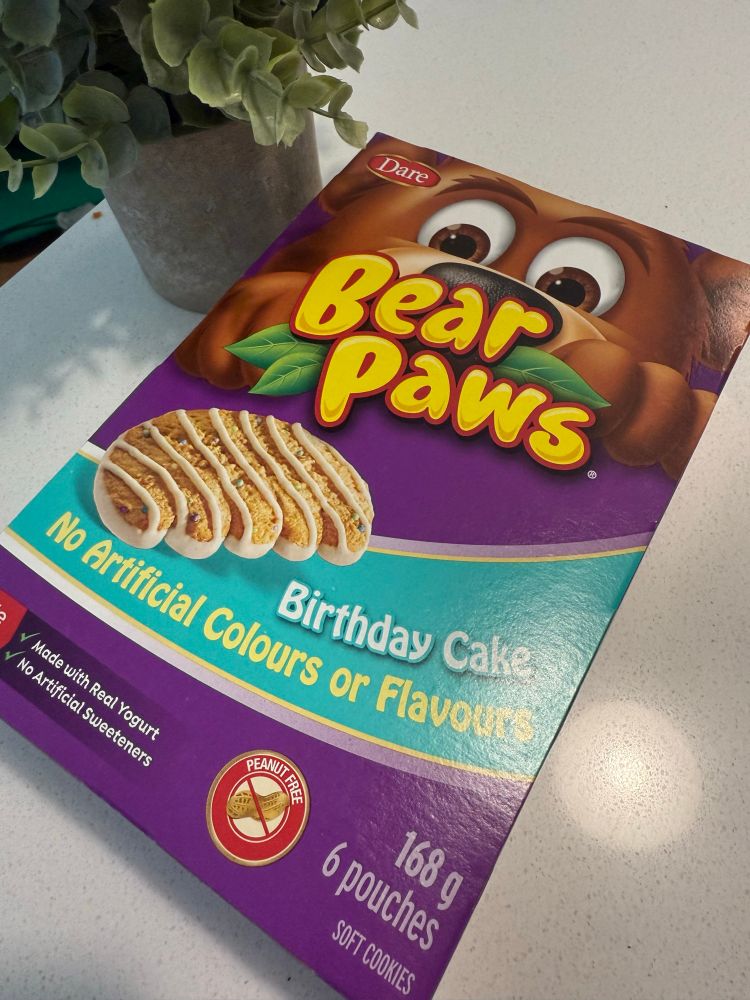 Dare
Bear
Paws
®
Birthday Cake
No Artificial Colours or Flavours
✓ Made with Real Yogurt
✓ No Artificial Sweeteners
PEANUT FREE
168 g
6 pouches
SOFT COOKIES